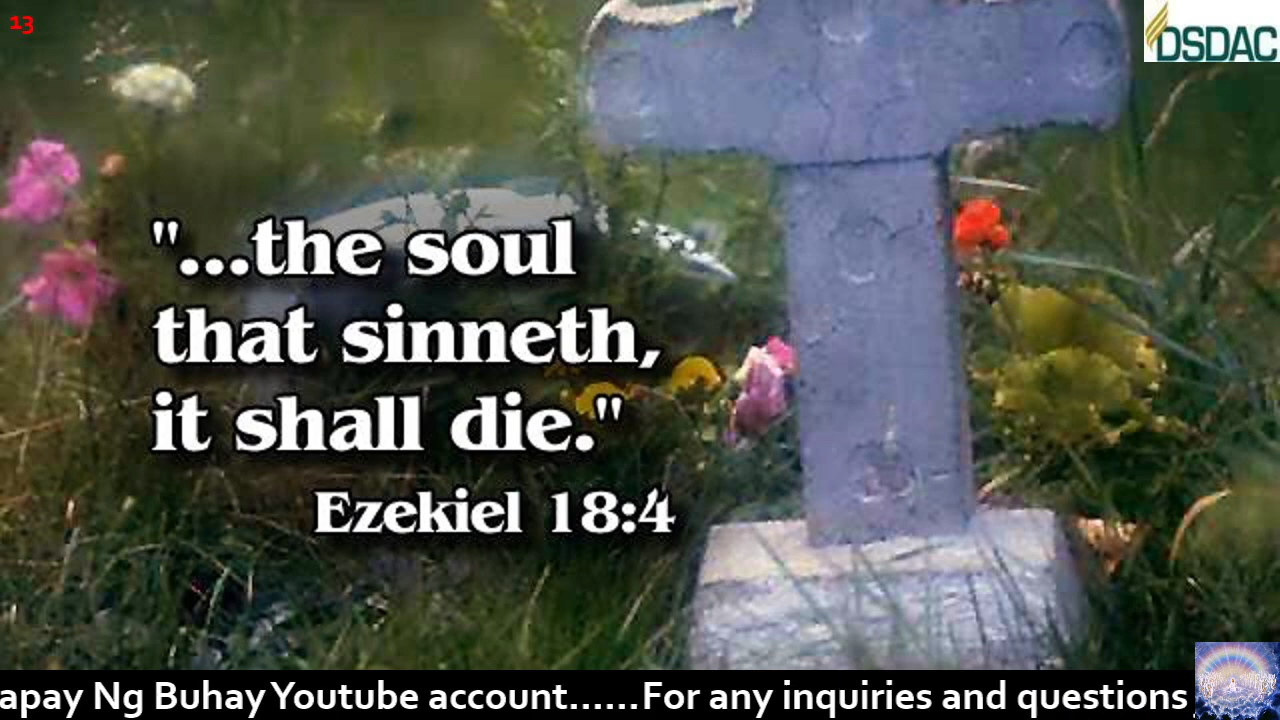 13
DSDAC
"...the soul
that sinneth,
it shall die."
Ezekiel 18:4
apay Ng Buhay Youtube account......For any inquiries and questions